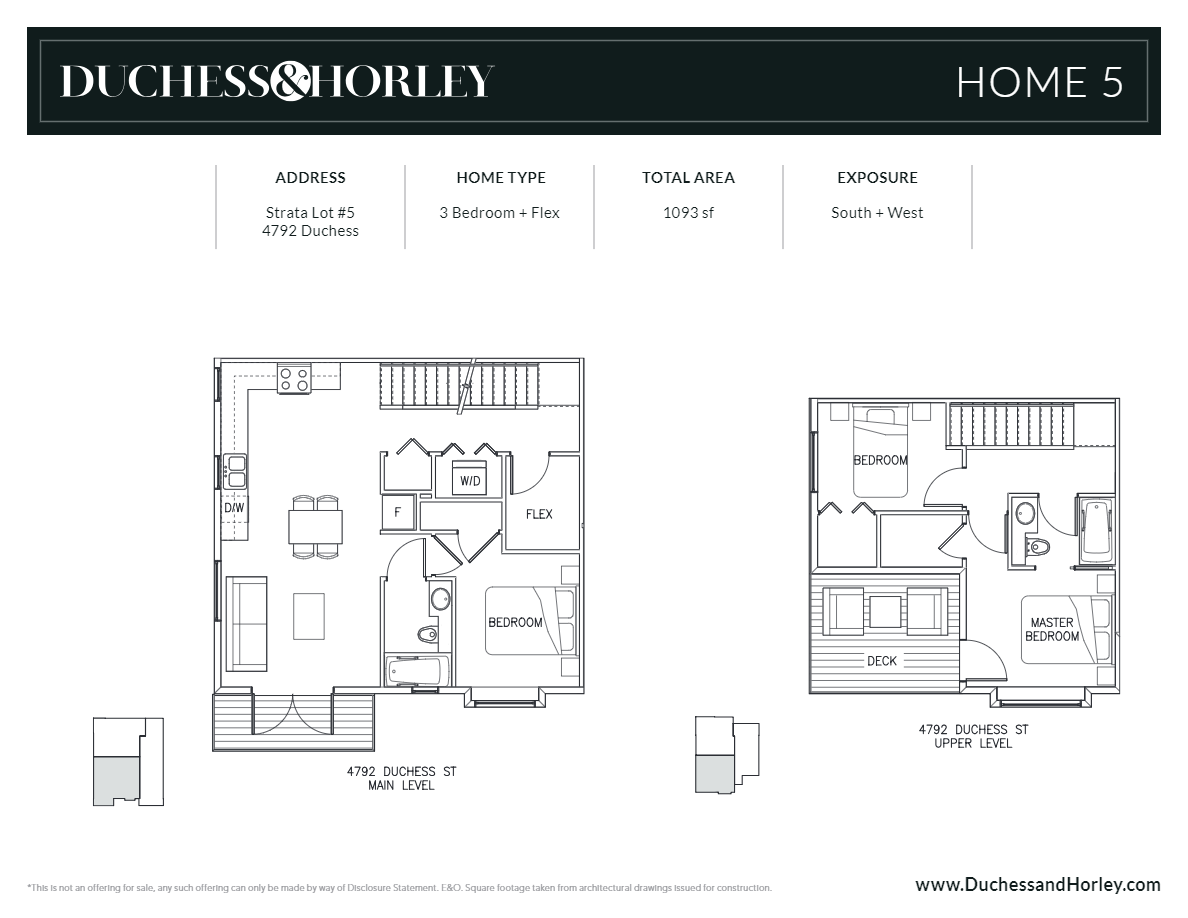 DUCHESS&HORLEY
HOME 5
ADDRESS
Strata Lot #5
4792 Duchess
HOME TYPE
3 Bedroom + Flex
TOTAL AREA
1093 sf
EXPOSURE
South + West
W/D
D/W
F
FLEX
BEDROOM
4792 DUCHESS ST
MAIN LEVEL
BEDROOM
MASTER
BEDROOM
DECK
4792 DUCHESS ST
UPPER LEVEL
*This is not an offering for sale, any such offering can only be made by way of Disclosure Statement. E&O. Square footage taken from architectural drawings issued for construction.
www.DuchessandHorley.com